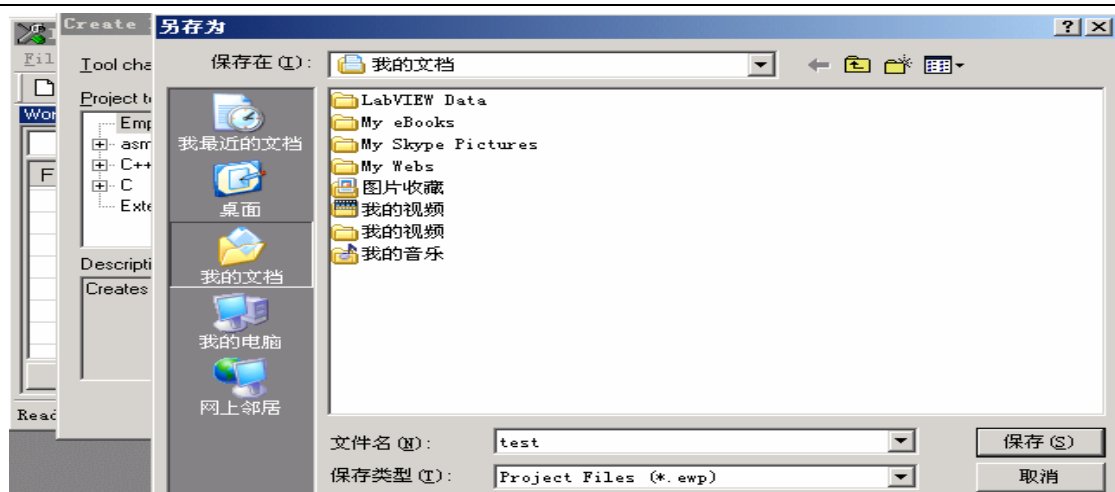 Create
另存为
Fil
Tool cha
保存在(I):
我的文档
Project t
Wor
Emp
asm
C++
C
Exte
F
LabVIEW Data
My eBooks
My Skype Pictures
My Webs
图片收藏
我的视频
我的视频
我的音乐
我最近的文档
桌面
我的文档
我的电脑
网上邻居
Descripti
Creates
Read
文件名(N):
test
保存(S)
保存类型(T):
Project Files (*.ewp)
取消